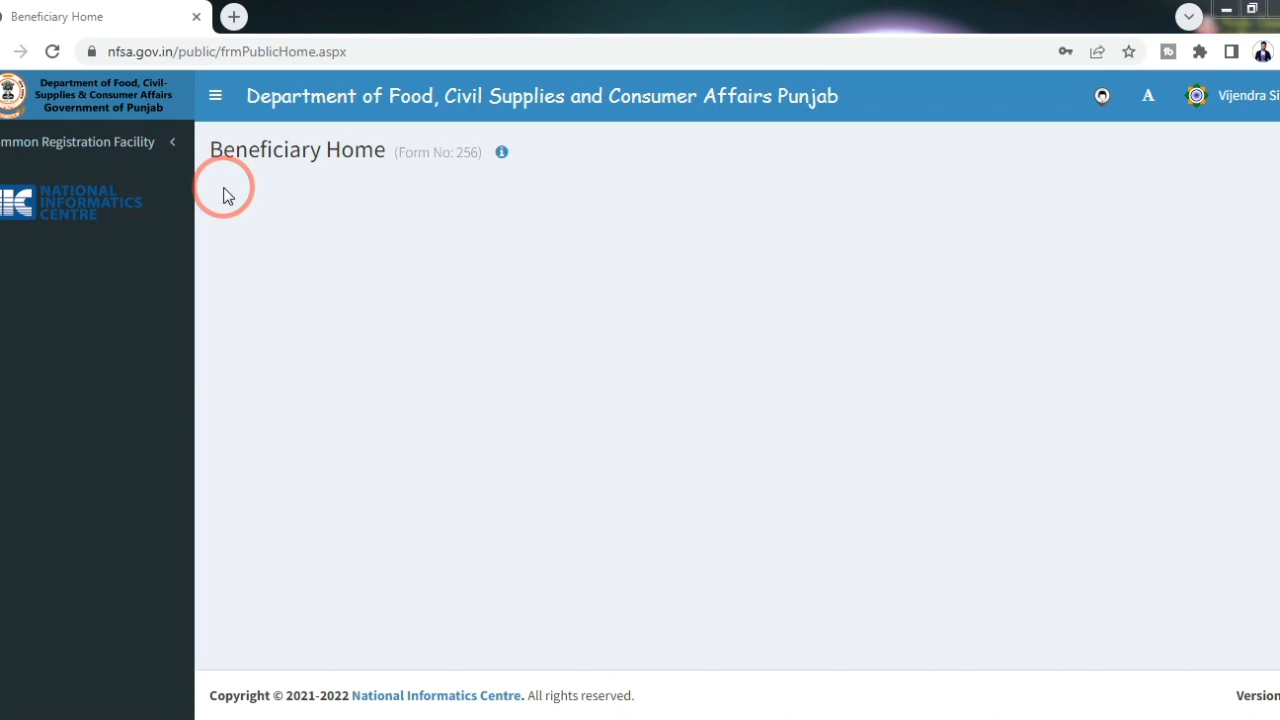 Beneficiary Home
nfsa.gov.in/public/frmPublicHome.aspx
Department of Food, Civil-
Supplies & Consumer Affairs
Government of Punjab
Department of Food, Civil Supplies and Consumer Affairs Punjab
A
Vijendra Si
mmon Registration Facility
Beneficiary Home (Form No: 256)
NATIONAL
INFORMATICS
CENTRE
Copyright © 2021-2022 National Informatics Centre. All rights reserved.
Version